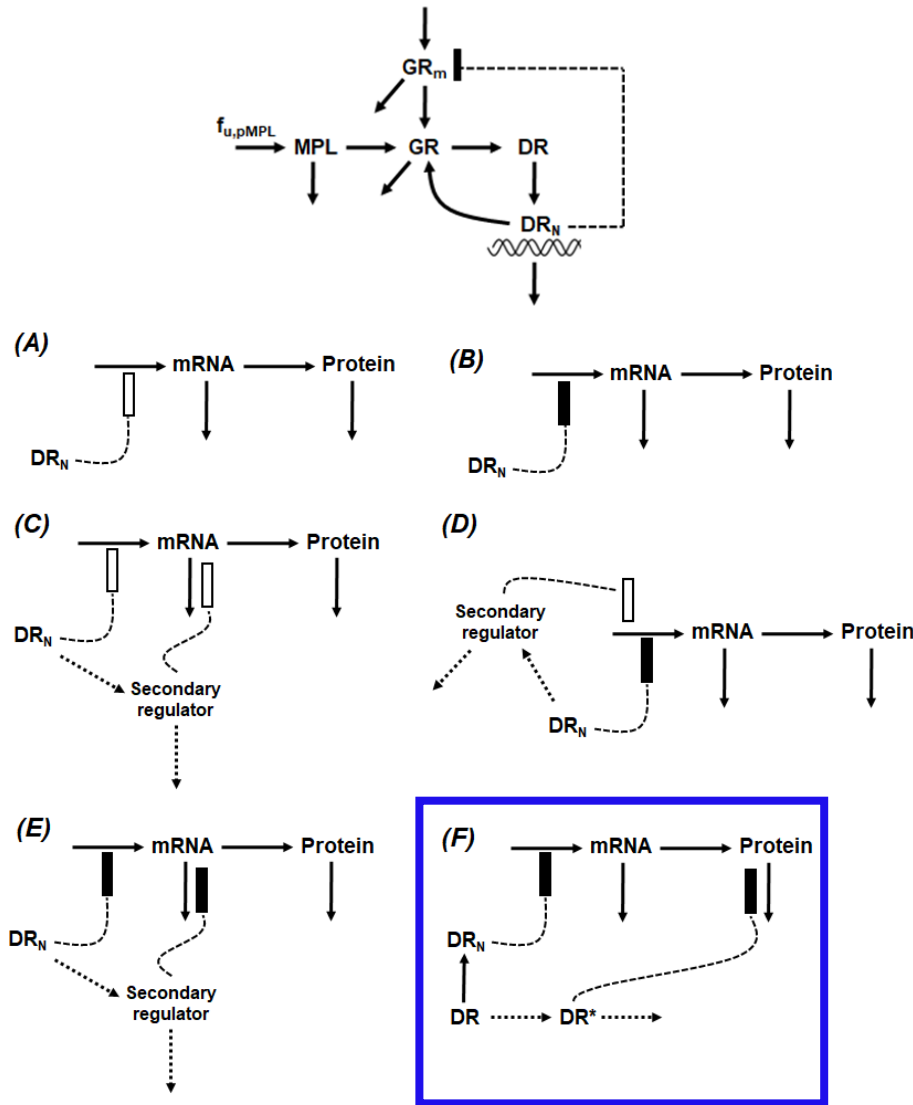 GRm
fu,pMPL
MPL GR DR
DRN
(A)
mRNA Protein
DRN
(B)
mRNA Protein
DRN
(C)
mRNA Protein
DRN
Secondary
regulator
(D)
Secondary
regulator
mRNA Protein
DRN
(E)
mRNA Protein
DRN
Secondary
regulator
(F)
mRNA Protein
DRN
DR DR*